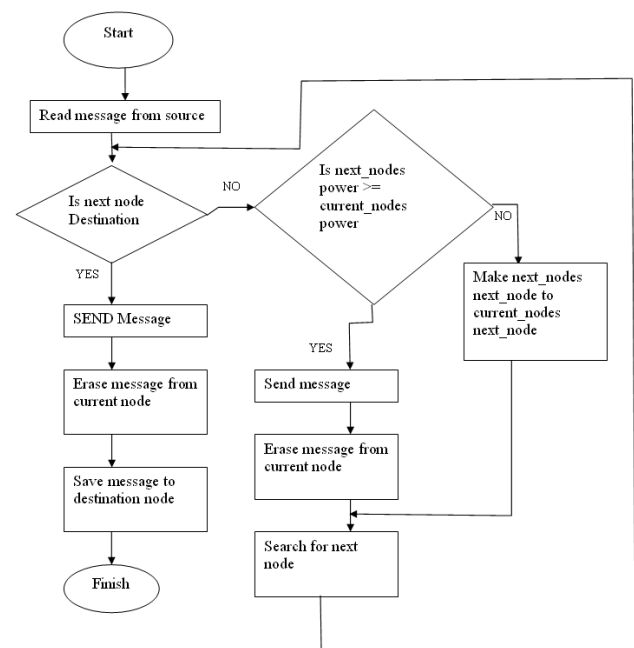 Start
Read message from source
Is next node
Destination
NO
Is next_nodes
power >=
current_nodes
power
NO
Make next_nodes
next_node to
current_nodes
next_node
YES
SEND Message
Erase message from
current node
Save message to
destination node
Finish
YES
Send message
Erase message from
current node
Search for next
node